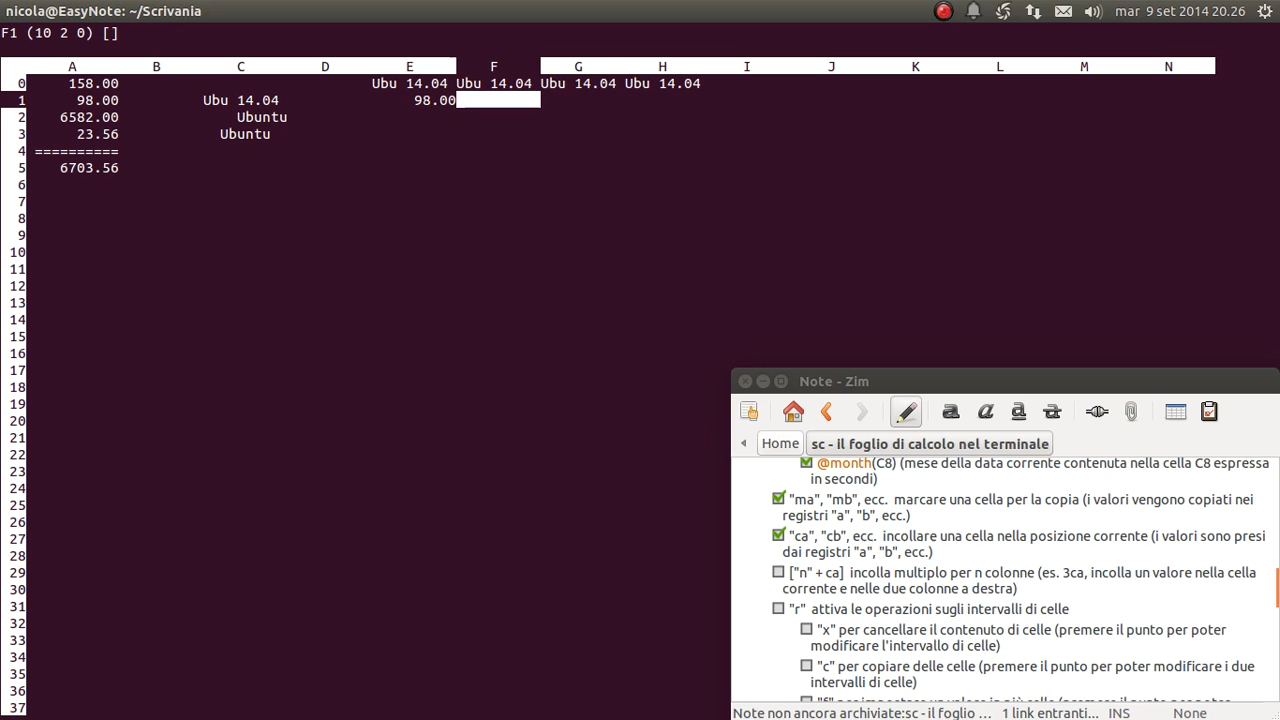 nicola@EasyNote: ~/Scrivania
mar 9 set 2014 20.26
F1 (10 2 0) []
A B C D E F G H I J K L M N
0 158.00 Ubu 14.04 Ubu 14.04 Ubu 14.04 Ubu 14.04
1 98.00 Ubu 14.04 98.00
2 6582.00 Ubuntu
3 23.56 Ubuntu
4 ==========
5 6703.56
6
7
8
9
10
11
12
13
14
15
16
17
18
19
20
21
22
23
24
25
26
27
28
29
30
31
32
33
34
35
36
37
Note - Zim
Home sc - il foglio di calcolo nel terminale
@month(C8) (mese della data corrente contenuta nella cella C8 espressa
in secondi)
"ma", "mb", ecc. marcare una cella per la copia (i valori vengono copiati nei
registri "a", "b", ecc.)
"ca", "cb", ecc. incollare una cella nella posizione corrente (i valori sono presi
dai registri "a", "b", ecc.)
["n" + ca] incolla multiplo per n colonne (es. 3ca, incolla un valore nella cella
corrente e nelle due colonne a destra)
"r" attiva le operazioni sugli intervalli di celle
"x" per cancellare il contenuto di celle (premere il punto per poter
modificare l'intervallo di celle)
"c" per copiare delle celle (premere il punto per poter modificare i due
intervalli di celle)
Note non ancora archiviate:sc - il foglio ... 1 link entranti... INS None